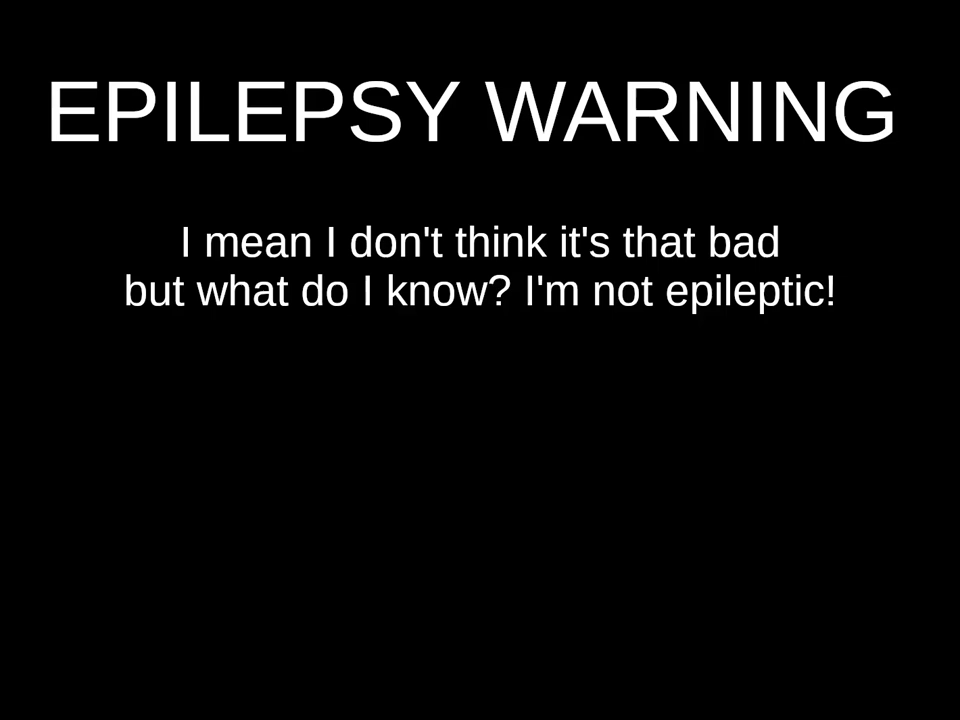 EPILEPSY WARNING
I mean I don't think it's that bad
but what do I know? I'm not epileptic!